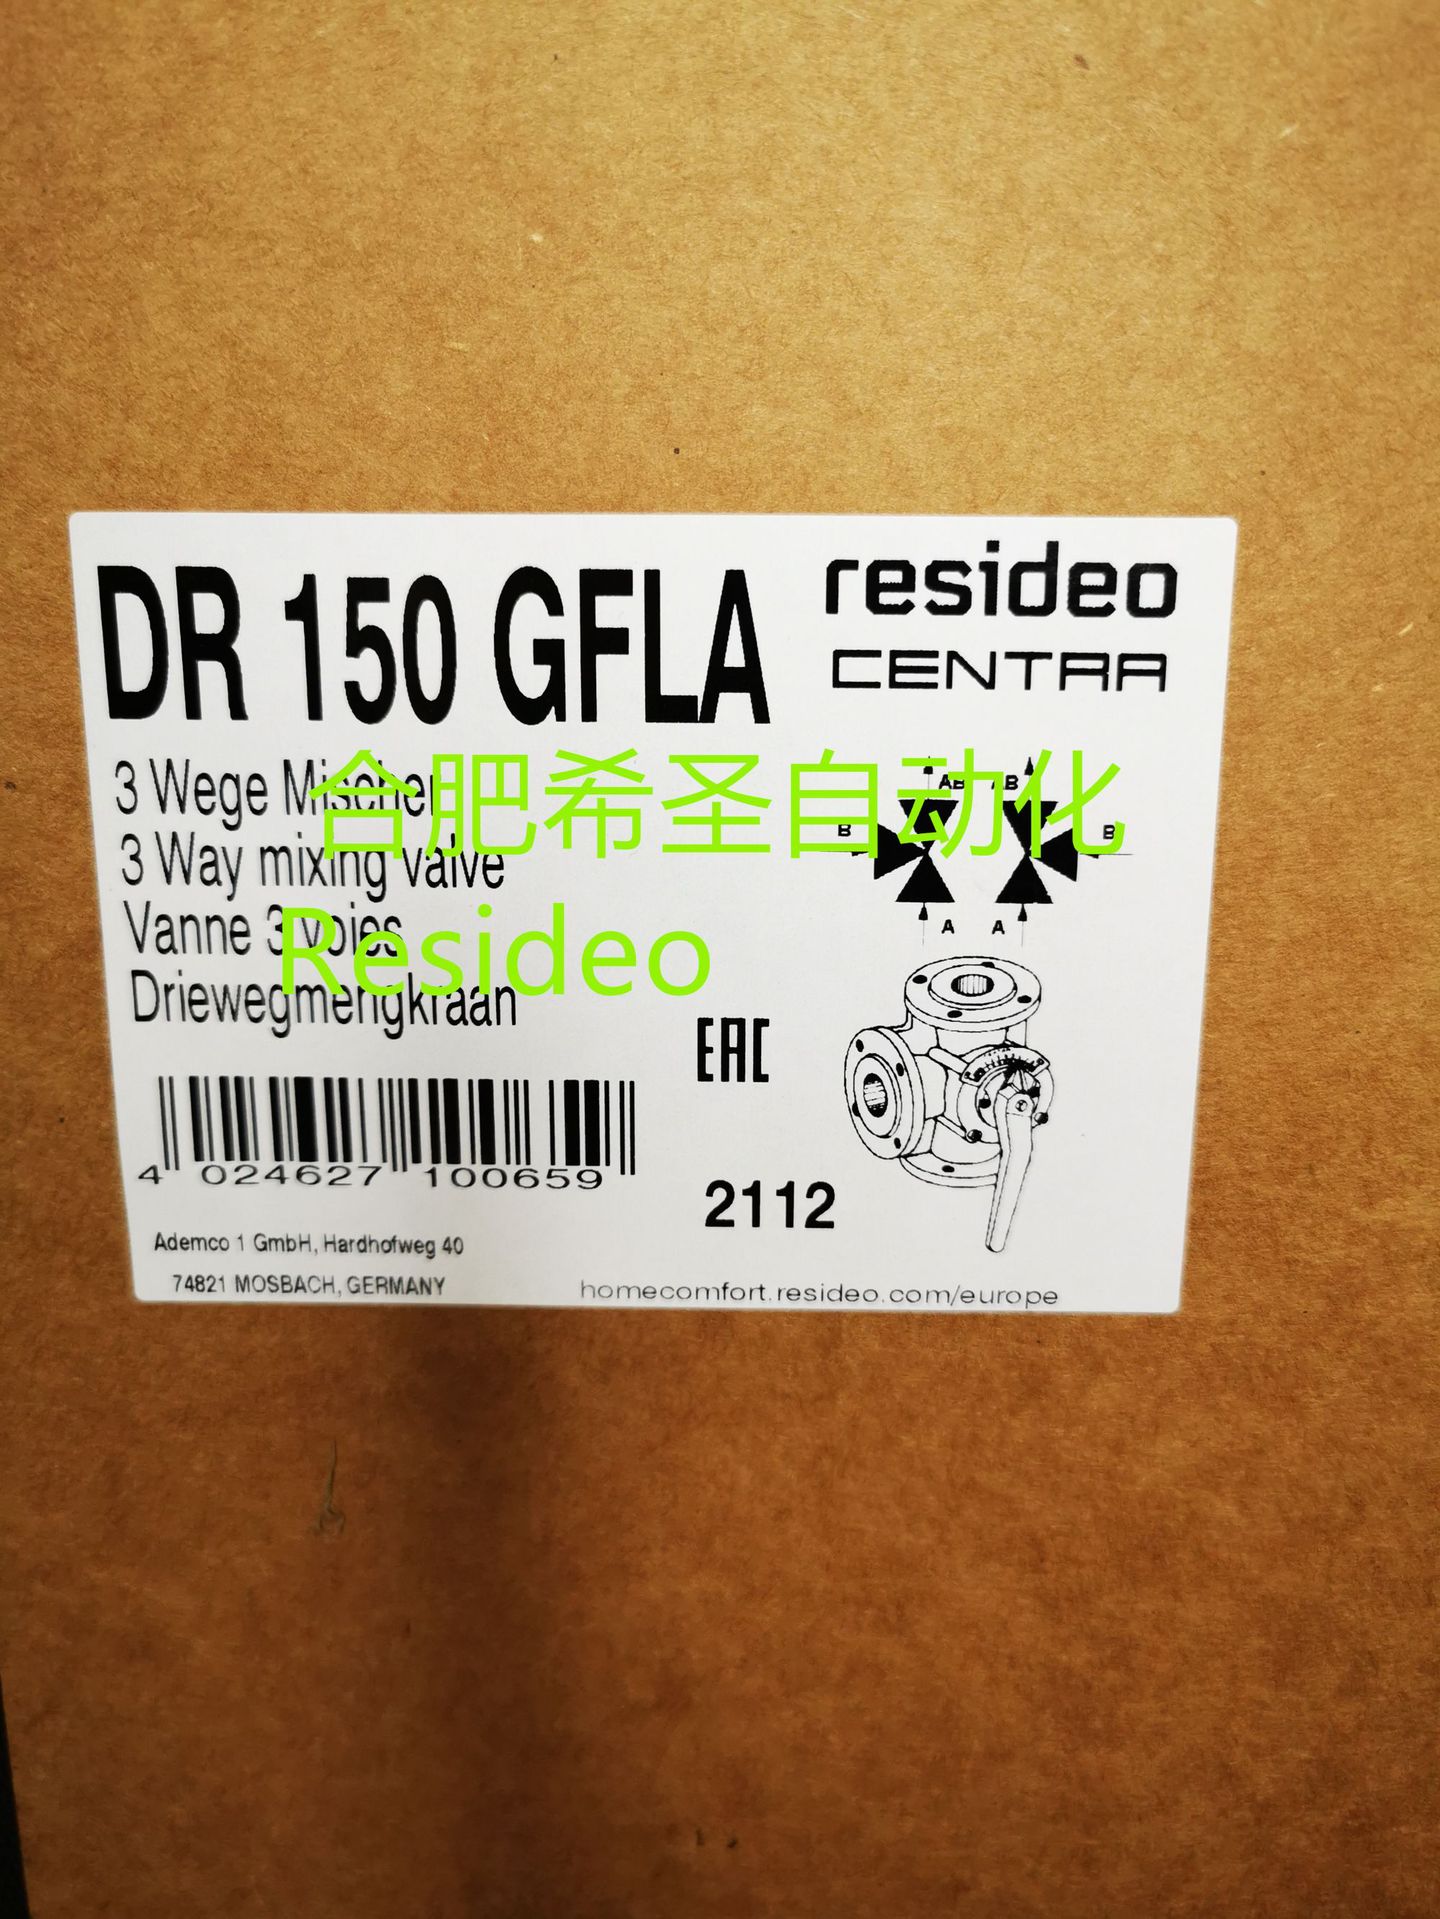 DR 150 GFLA
resideo
CENTRA
3 Wege Mischer
3 Way mixing valve
Vanne 3 voies
Driewegmengkraan
合肥希圣自动化
Resideo
AB AB
B B
A A
EAC
4 024627 100659
2112
Ademco 1 GmbH, Hardhofweg 40
74821 MOSBACH, GERMANY
homecomfort.resideo.com/europe